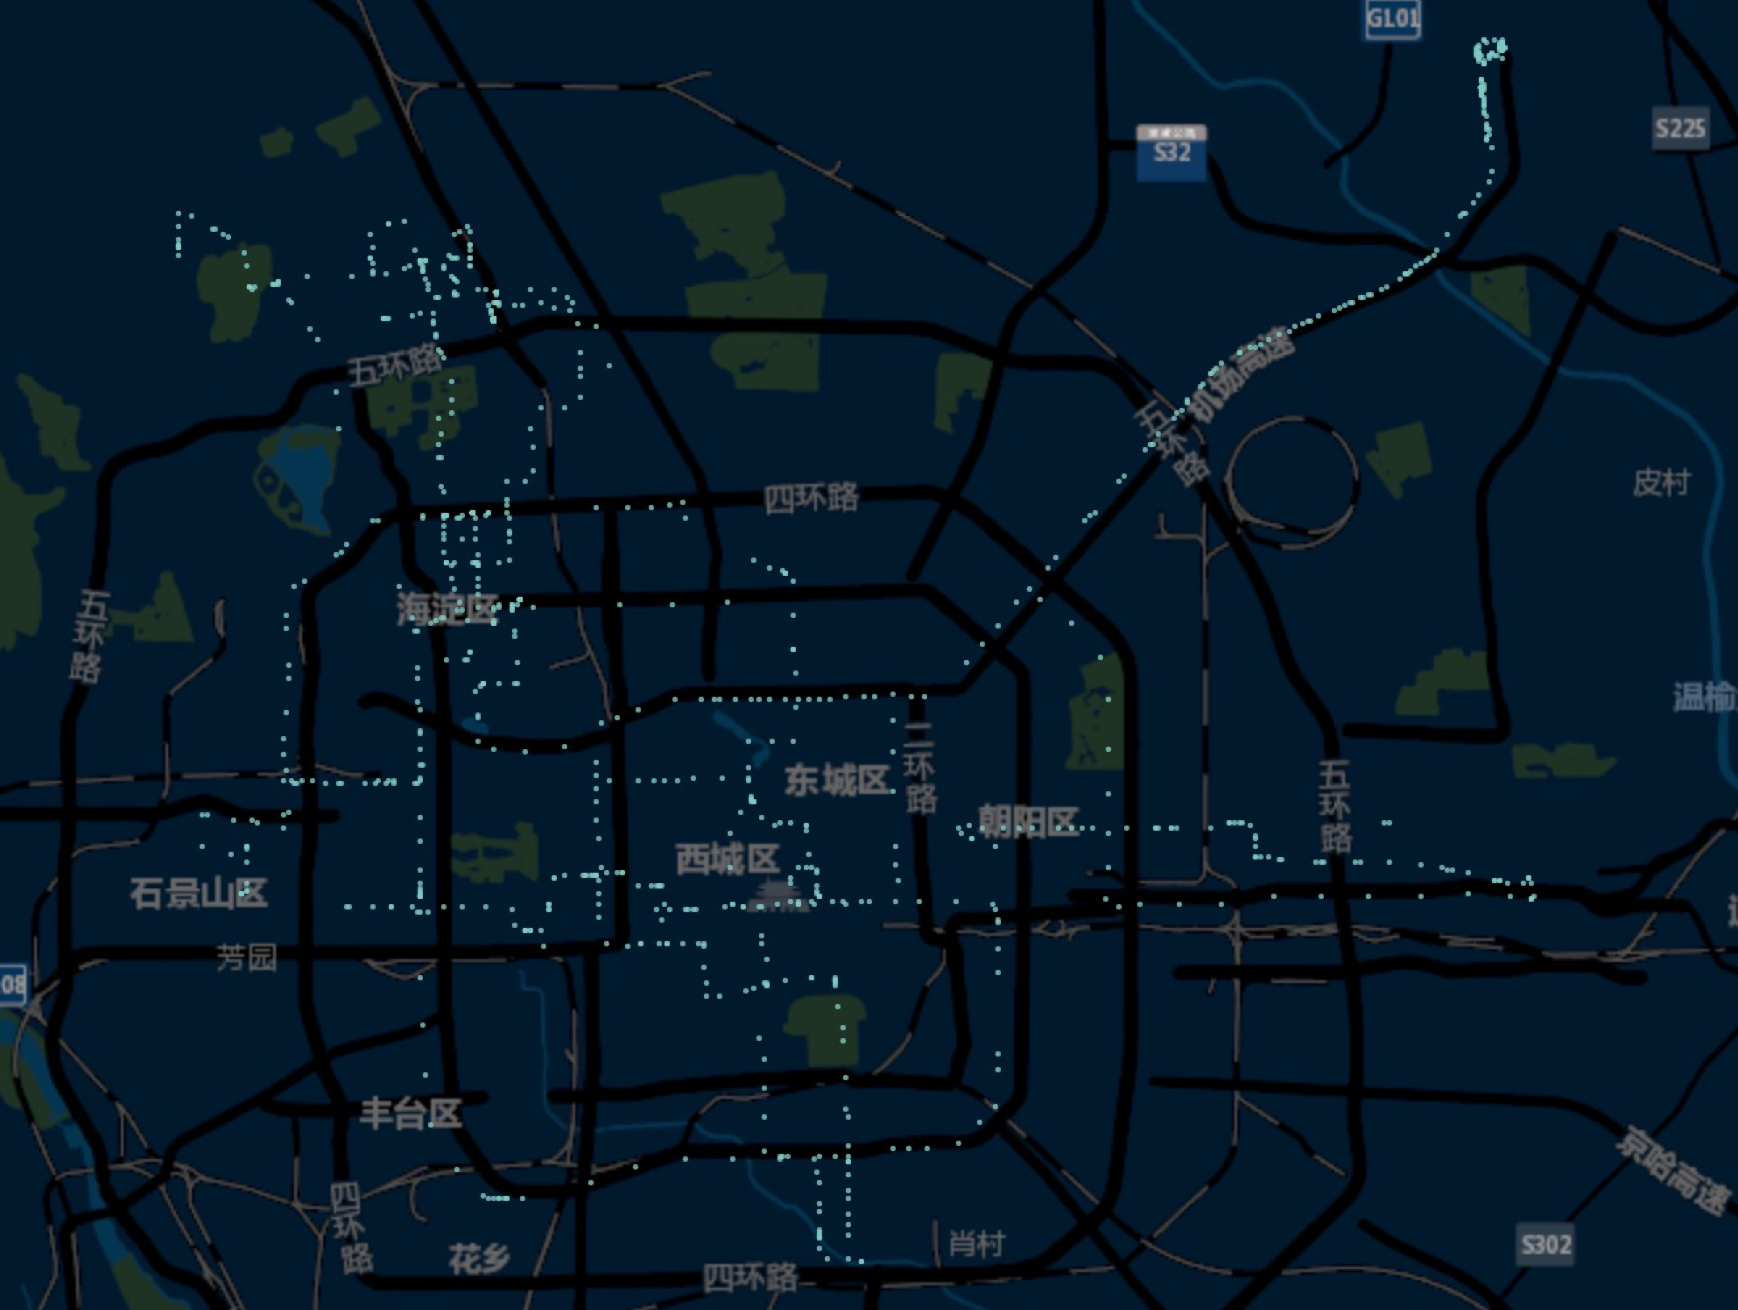 GL01
S225
S32
五环路
机场高速
五环路
四环路
皮村
五环路
海淀区
温榆
二环路
东城区
五环路
朝阳区
西城区
石景山区
芳园
08
丰台区
京哈高速
四环路
花乡
肖村
S302
四环路